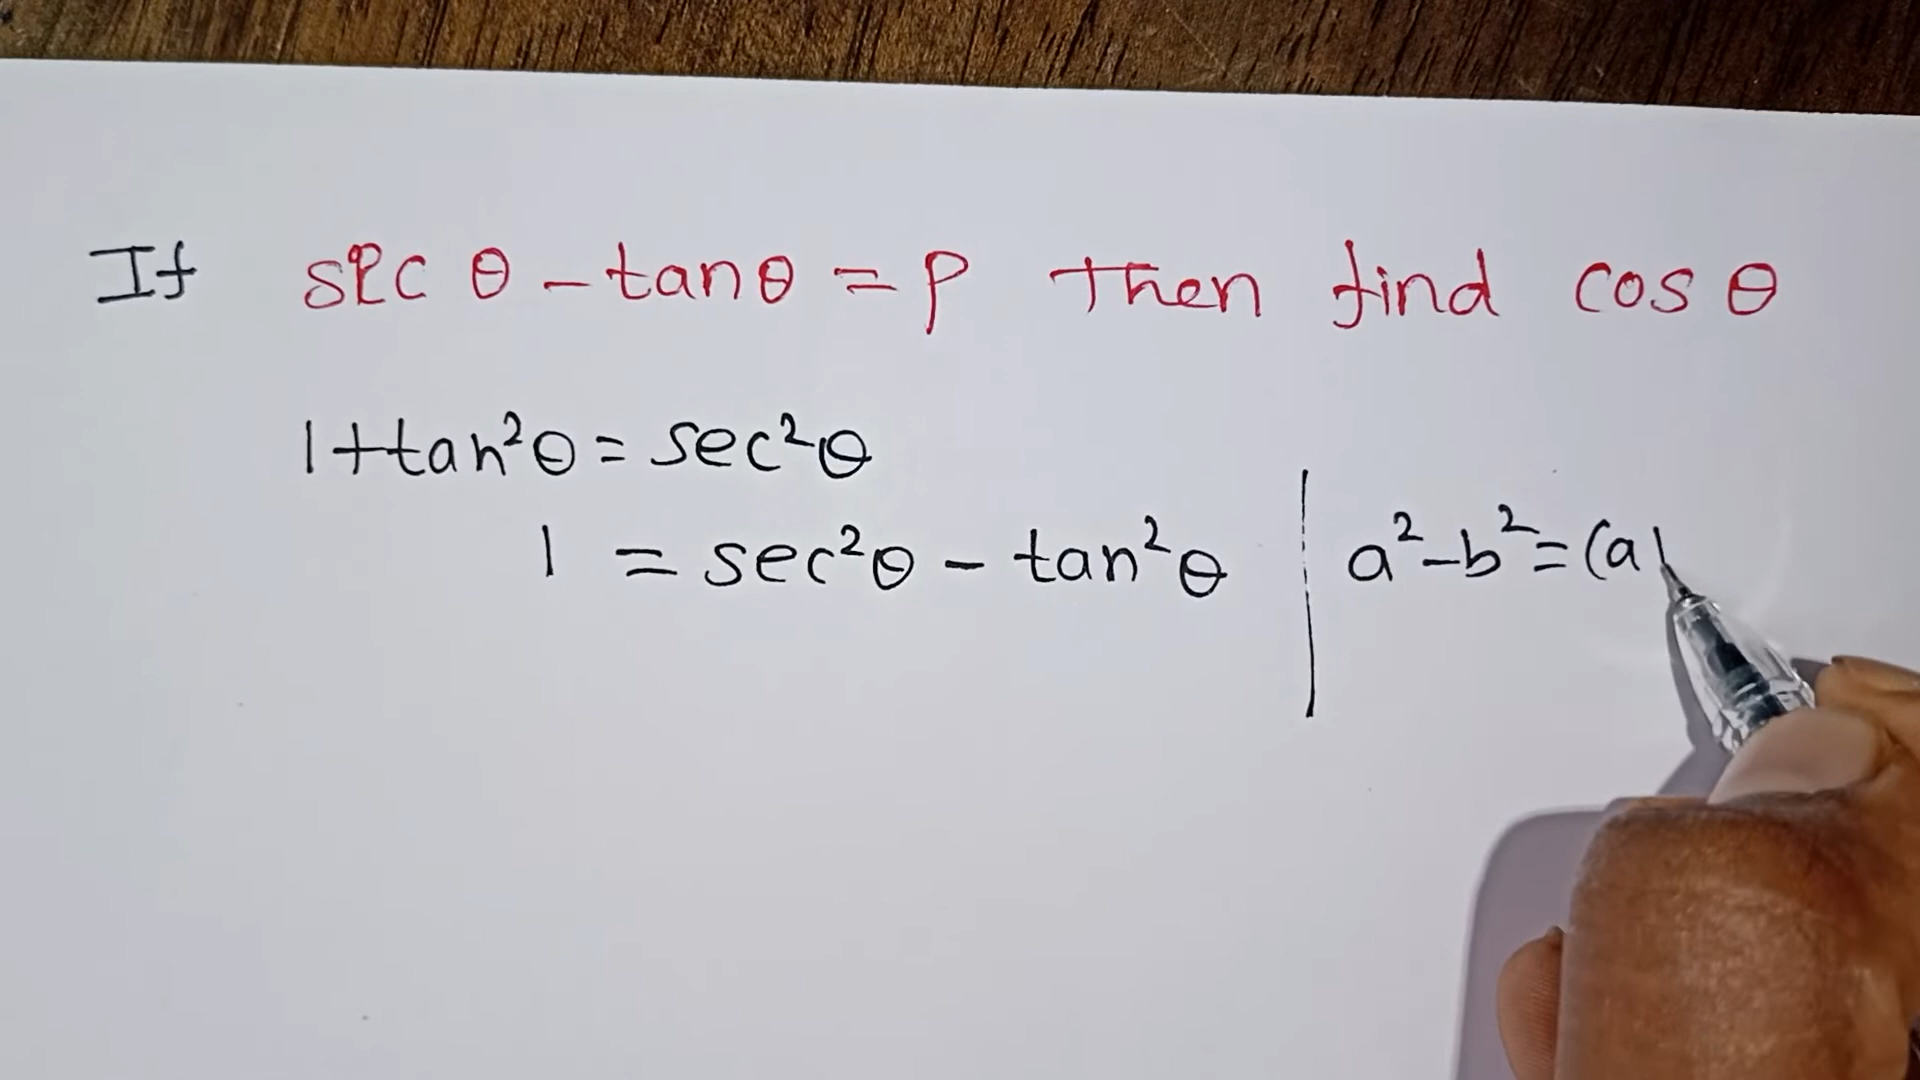 If sec θ - tan θ = p then find cos θ
1+tan²θ = sec²θ
1 = sec²θ - tan²θ
a²-b²=(a